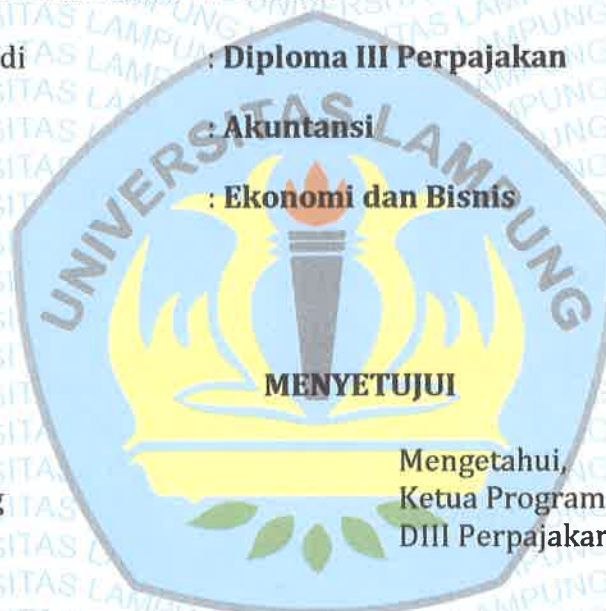 di : Diploma III Perpajakan
: Akuntansi
: Ekonomi dan Bisnis
UNIVERSITAS LAMPUNG
MENYETUJUI
Mengetahui,
g Ketua Program
DIII Perpajakan